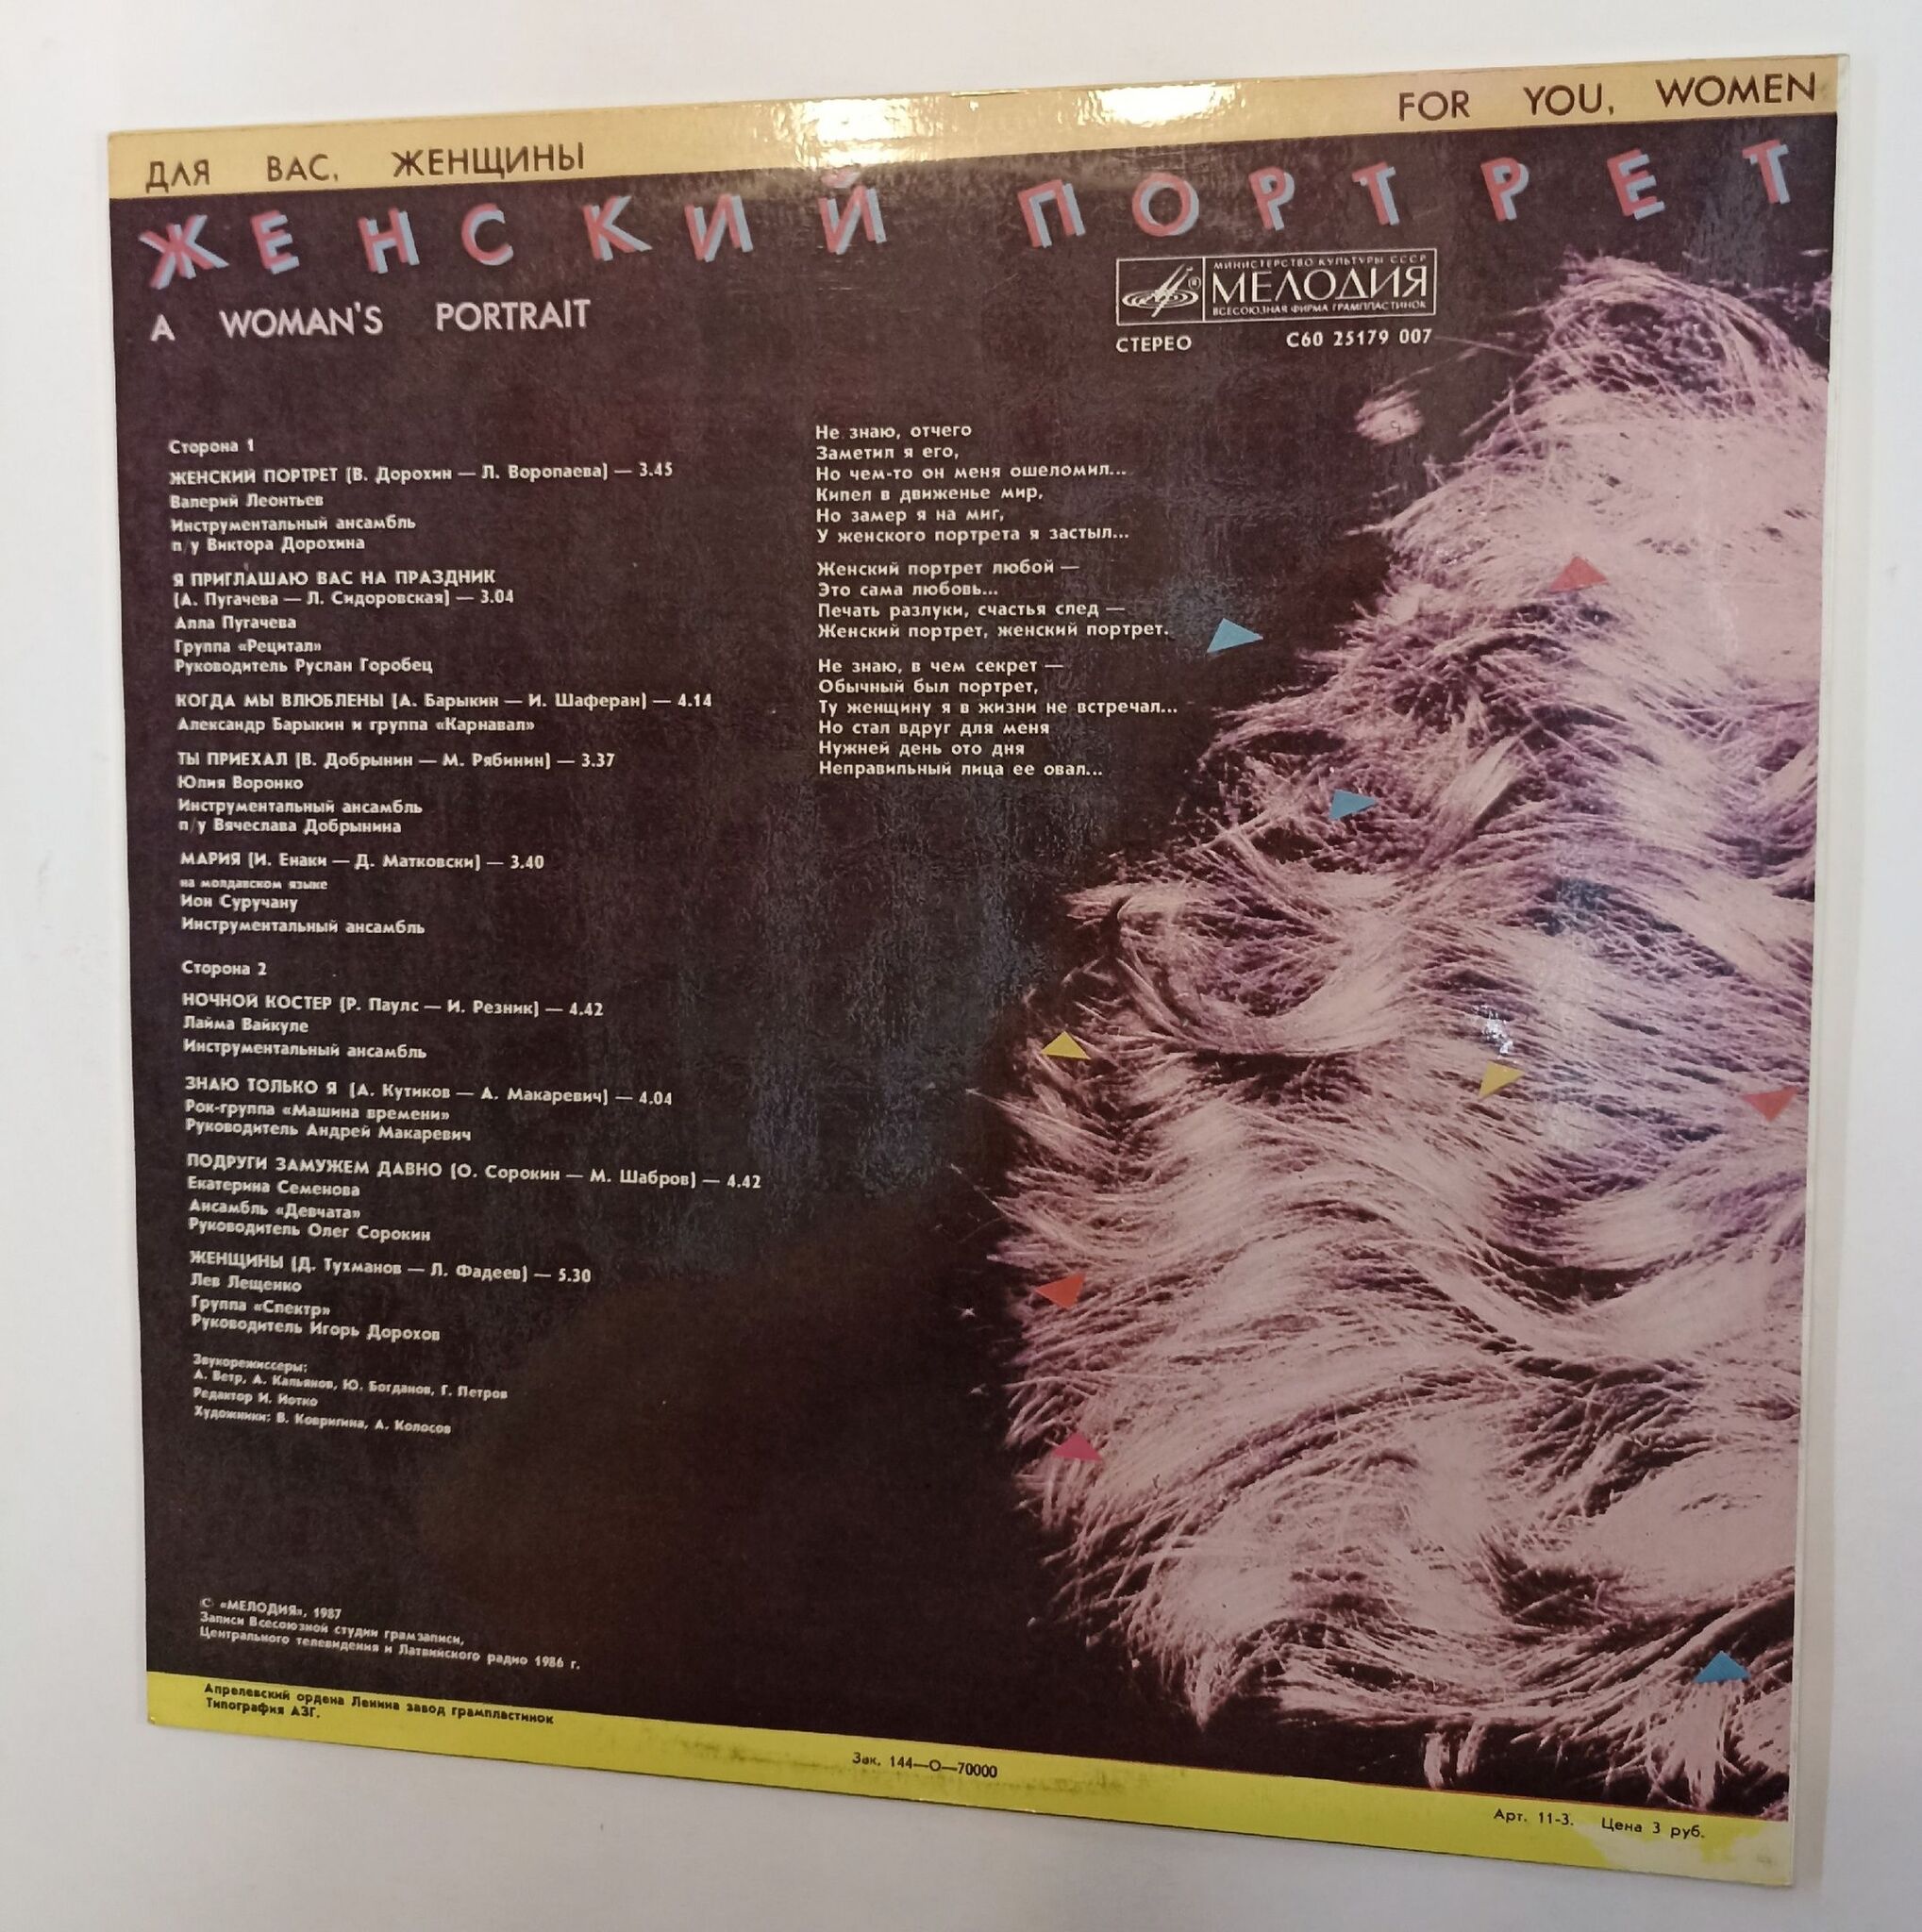 ДЛЯ ВАС, ЖЕНЩИНЫ
FOR YOU, WOMEN
ЖЕНСКИЙ ПОРТРЕТ
A WOMAN'S PORTRAIT
МИНИСТЕРСТВО КУЛЬТУРЫ СССР
МЕЛОДИЯ
ВСЕСОЮЗНАЯ ФИРМА ГРАМПЛАСТИНОК
СТЕРЕО С60 25179 007
Сторона 1
ЖЕНСКИЙ ПОРТРЕТ (В. Дорохин — Л. Воропаева) — 3.45
Валерий Леонтьев
Инструментальный ансамбль
п/у Виктора Дорохина
Я ПРИГЛАШАЮ ВАС НА ПРАЗДНИК
(А. Пугачева — Л. Сидоровская) — 3.04
Алла Пугачева
Группа «Рецитал»
Руководитель Руслан Горобец
КОГДА МЫ ВЛЮБЛЕНЫ (А. Барыкин — И. Шаферан) — 4.14
Александр Барыкин и группа «Карнавал»
ТЫ ПРИЕХАЛ (В. Добрынин — М. Рябинин) — 3.37
Юлия Воронко
Инструментальный ансамбль
п/у Вячеслава Добрынина
МАРИЯ (И. Енаки — Д. Матковски) — 3.40
на молдавском языке
Ион Суручану
Инструментальный ансамбль
Сторона 2
НОЧНОЙ КОСТЕР (Р. Паулс — И. Резник) — 4.42
Лайма Вайкуле
Инструментальный ансамбль
ЗНАЮ ТОЛЬКО Я (А. Кутиков — А. Макаревич) — 4.04
Рок-группа «Машина времени»
Руководитель Андрей Макаревич
ПОДРУГИ ЗАМУЖЕМ ДАВНО (О. Сорокин — М. Шабров) — 4.42
Екатерина Семенова
Ансамбль «Девчата»
Руководитель Олег Сорокин
ЖЕНЩИНЫ (Д. Тухманов — Л. Фадеев) — 5.30
Лев Лещенко
Группа «Спектр»
Руководитель Игорь Дорохов
Звукорежиссеры:
А. Ветр, А. Кальянов, Ю. Богданов, Г. Петров
Редактор И. Иотко
Художники: В. Ковригина, А. Колосов
Не знаю, отчего
Заметил я его,
Но чем-то он меня ошеломил...
Кипел в движенье мир,
Но замер я на миг,
У женского портрета я застыл...
Женский портрет любой —
Это сама любовь...
Печать разлуки, счастья след —
Женский портрет, женский портрет.
Не знаю, в чем секрет —
Обычный был портрет,
Ту женщину я в жизни не встречал...
Но стал вдруг для меня
Нужней день ото дня
Неправильный лица ее овал...
© «МЕЛОДИЯ», 1987
Записи Всесоюзной студии грамзаписи,
Центрального телевидения и Латвийского радио 1986 г.
Апрелевский ордена Ленина завод грампластинок
Типография АЗГ.
Зак. 144—О—70000
Арт. 11-3. Цена 3 руб.